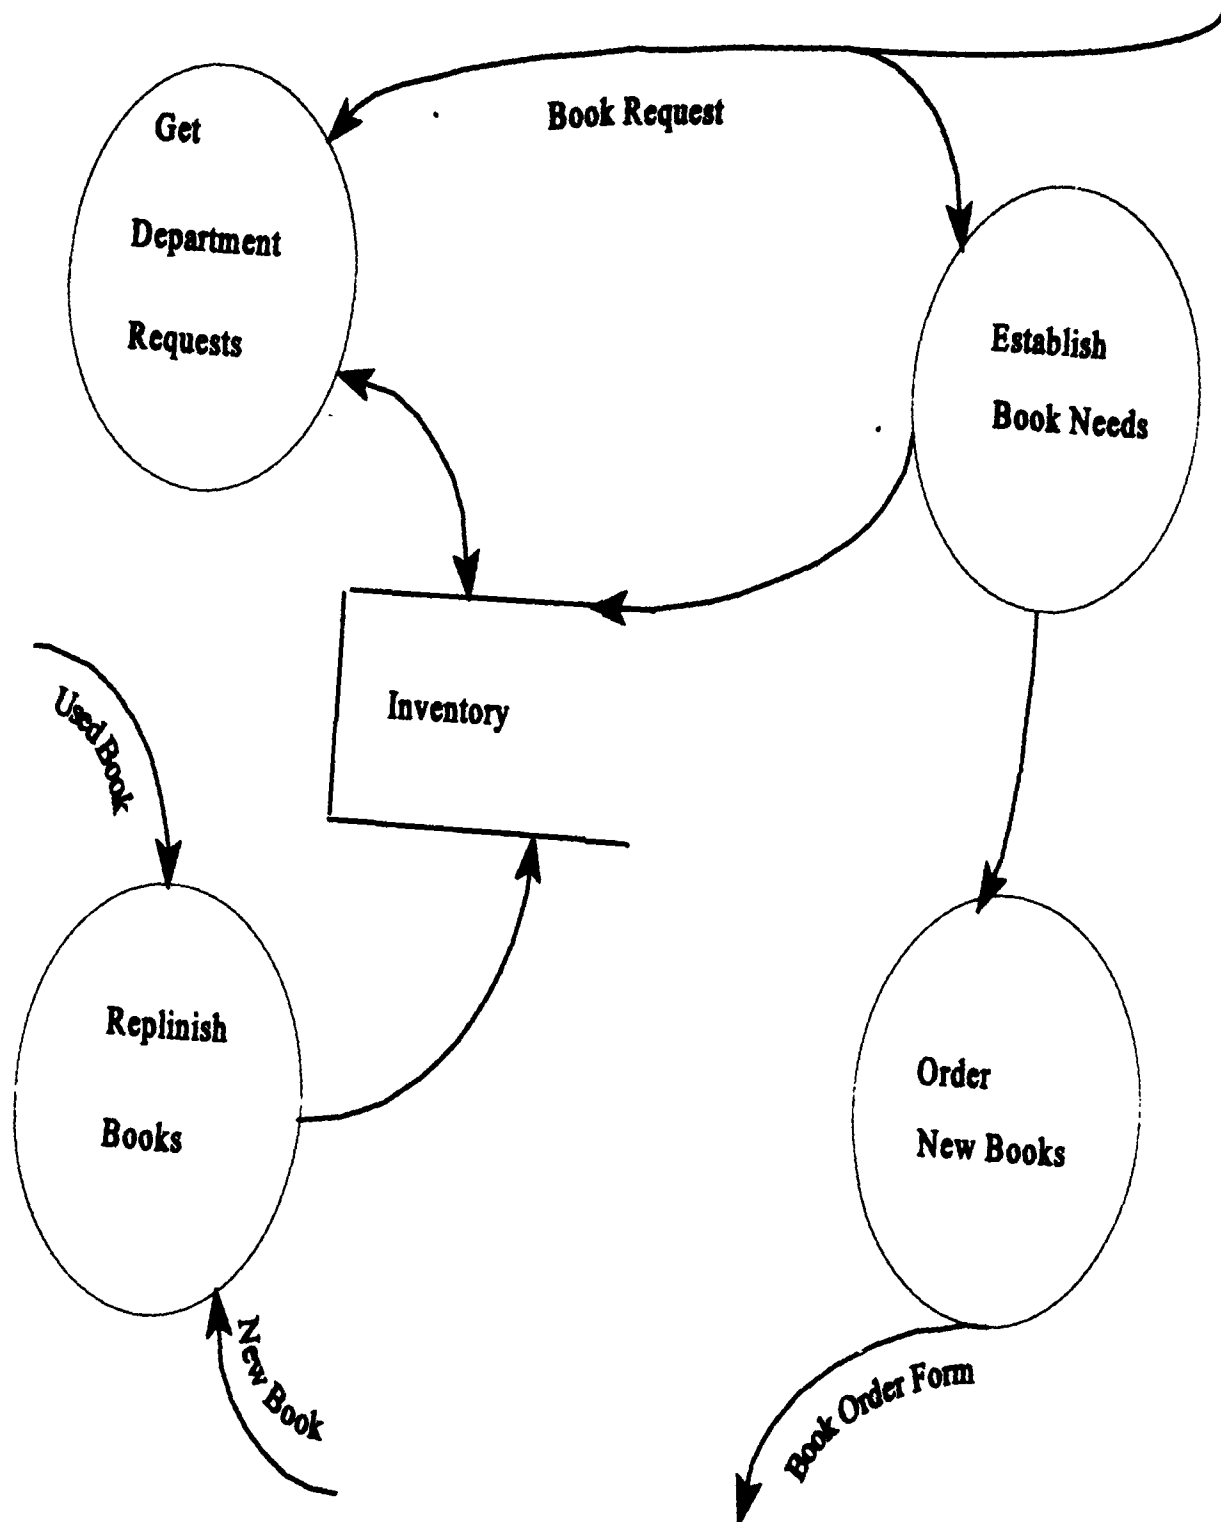 Book Request
Get
Department
Requests
Establish
Book Needs
Inventory
Used Book
Replinish
Books
Order
New Books
New Book
Book Order Form